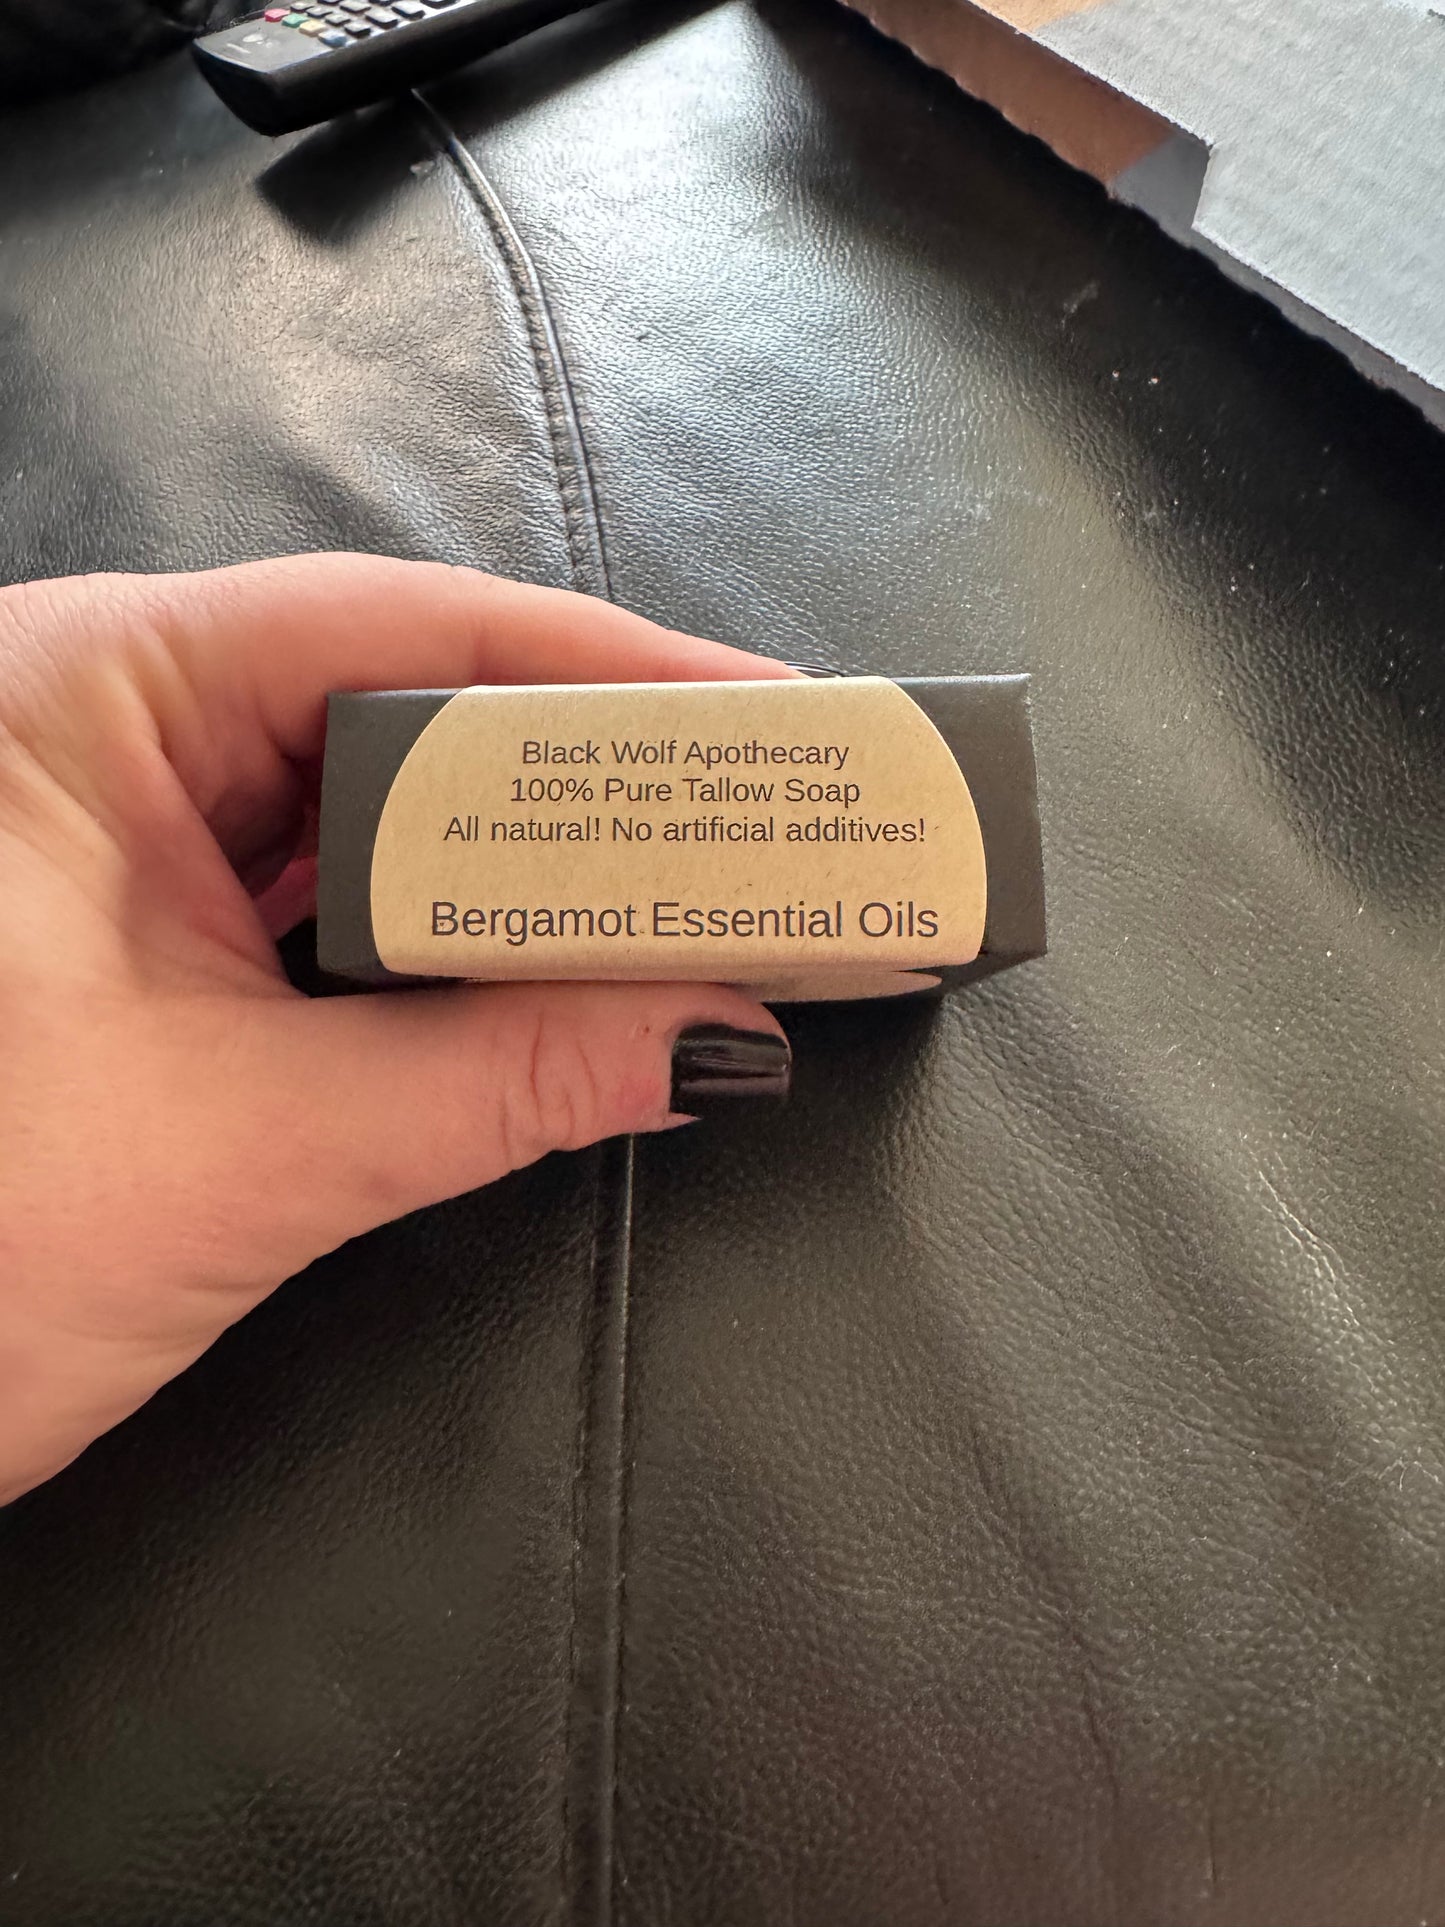 Black Wolf Apothecary
100% Pure Tallow Soap
All natural! No artificial additives!
Bergamot Essential Oils